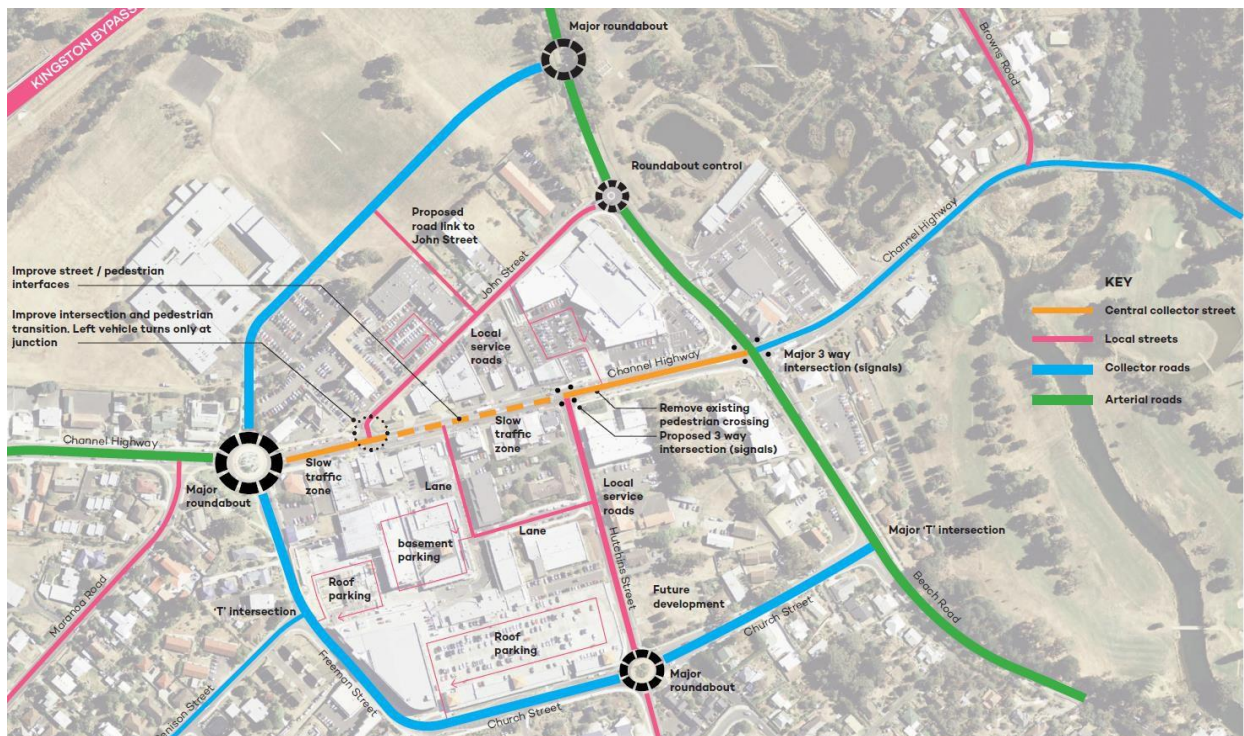 Major roundabout
KINGSTON BYPASS
Browns Road
Roundabout control
Proposed
road link to
John Street
Channel Highway
Improve street / pedestrian
interfaces
John Street
KEY
Central collector street
Improve intersection and pedestrian
transition. Left vehicle turns only at
junction
Local
service
roads
Local streets
Channel Highway
Major 3 way
intersection (signals)
Collector roads
Arterial roads
Remove existing
pedestrian crossing
Proposed 3 way
intersection (signals)
Slow
traffic
zone
Channel Highway
Slow
traffic
zone
Major
roundabout
Lane
Local
service
roads
basement
parking
Lane
Hutchins Street
Major ‘T’ intersection
Roof
parking
Future
development
Beach Road
Maranoa Road
‘T’ intersection
Church Street
Roof
parking
Freeman Street
Major
roundabout
Church Street
Street